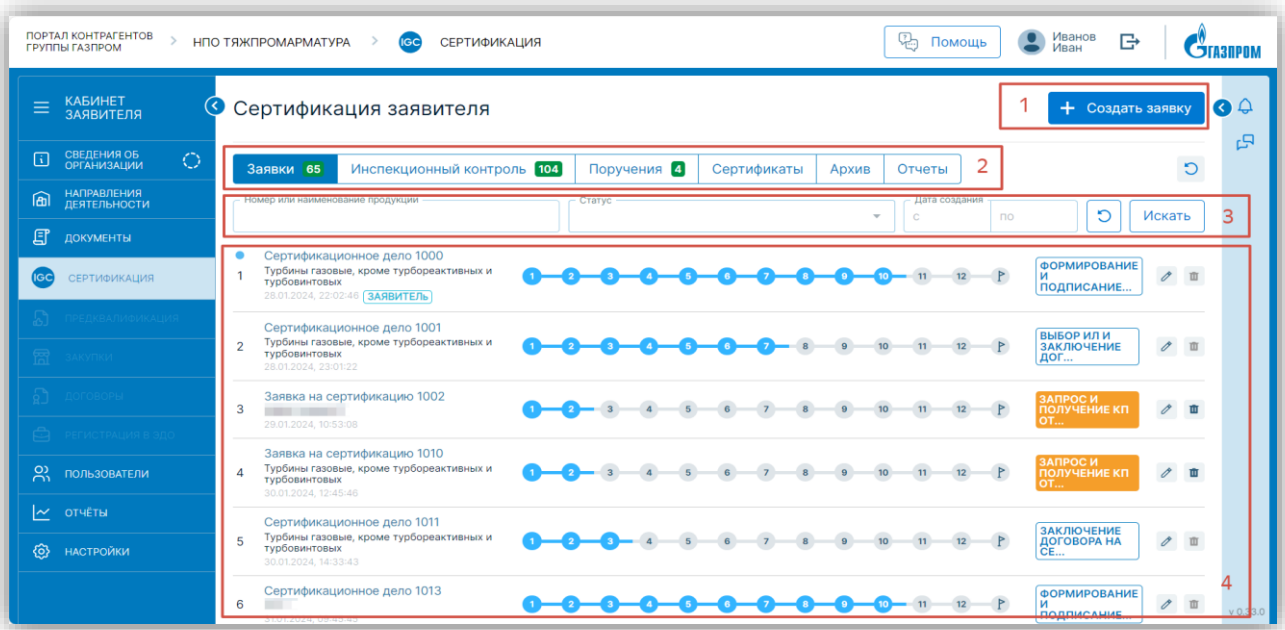 ПОРТАЛ КОНТРАГЕНТОВ
ГРУППЫ ГАЗПРОМ
НПО ТЯЖПРОМАРМАТУРА
IGC СЕРТИФИКАЦИЯ
Помощь
Иванов
Иван
ГАЗПРОМ
КАБИНЕТ
ЗАЯВИТЕЛЯ
СВЕДЕНИЯ ОБ
ОРГАНИЗАЦИИ
НАПРАВЛЕНИЯ
ДЕЯТЕЛЬНОСТИ
ДОКУМЕНТЫ
IGC СЕРТИФИКАЦИЯ
ПРЕДКВАЛИФИКАЦИЯ
ЗАКУПКИ
ДОГОВОРЫ
РЕГИСТРАЦИЯ В ЭДО
ПОЛЬЗОВАТЕЛИ
ОТЧЁТЫ
НАСТРОЙКИ
Сертификация заявителя
1 + Создать заявку
Заявки 65 Инспекционный контроль 104 Поручения 4 Сертификаты Архив Отчеты 2
Номер или наименование продукции Статус Дата создания
с по Искать 3
1 Сертификационное дело 1000
Турбины газовые, кроме турбореактивных и
турбовинтовых
28.01.2024, 22:02:46 ЗАЯВИТЕЛЬ
1 2 3 4 5 6 7 8 9 10 11 12
ФОРМИРОВАНИЕ
И
ПОДПИСАНИЕ...
2 Сертификационное дело 1001
Турбины газовые, кроме турбореактивных и
турбовинтовых
28.01.2024, 23:01:22
1 2 3 4 5 6 7 8 9 10 11 12
ВЫБОР ИЛ И
ЗАКЛЮЧЕНИЕ
ДОГ...
3 Заявка на сертификацию 1002
29.01.2024, 10:53:08
1 2 3 4 5 6 7 8 9 10 11 12
ЗАПРОС И
ПОЛУЧЕНИЕ КП
ОТ...
4 Заявка на сертификацию 1010
Турбины газовые, кроме турбореактивных и
турбовинтовых
30.01.2024, 12:45:46
1 2 3 4 5 6 7 8 9 10 11 12
ЗАПРОС И
ПОЛУЧЕНИЕ КП
ОТ...
5 Сертификационное дело 1011
Турбины газовые, кроме турбореактивных и
турбовинтовых
30.01.2024, 14:33:43
1 2 3 4 5 6 7 8 9 10 11 12
ЗАКЛЮЧЕНИЕ
ДОГОВОРА НА
СЕ...
6 Сертификационное дело 1013
31.01.2024, 09:45:45
1 2 3 4 5 6 7 8 9 10 11 12
ФОРМИРОВАНИЕ
И
ПОДПИСАНИЕ...
4
v 0.33.0